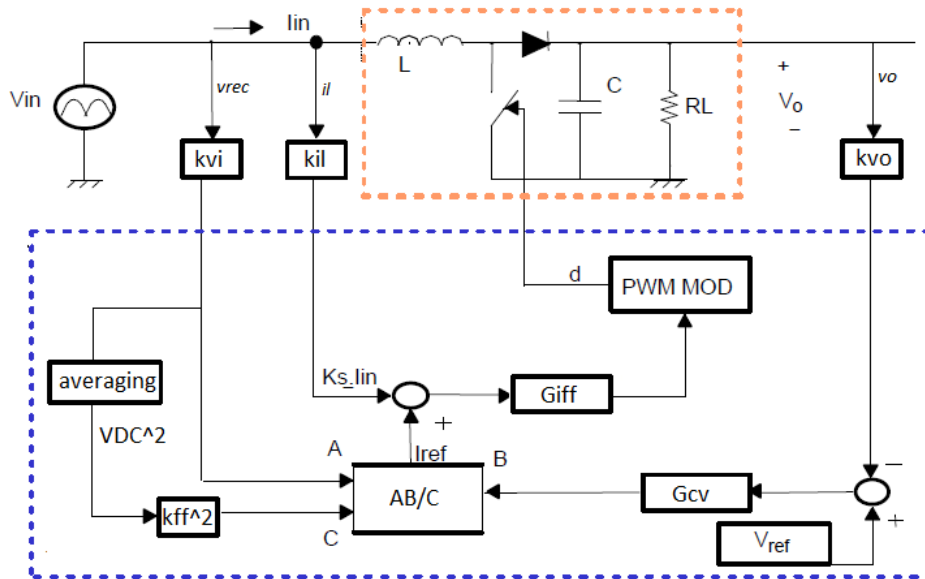 Iin
L
vrec
il
C
RL
+
Vo
−
vo
Vin
kvi
kil
kvo
d
PWM MOD
averaging
Ks_Iin
Giff
VDC^2
+
A
Iref
B
−
AB/C
Gcv
kff^2
+
C
Vref